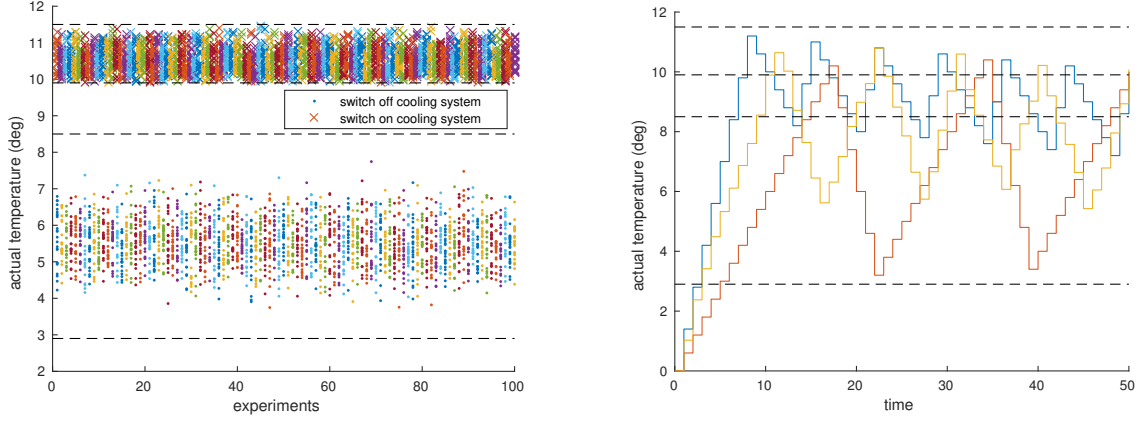 12
11
10
9
8
7
6
5
4
3
2
actual temperature (deg)
switch off cooling system
switch on cooling system
0 20 40 60 80 100
experiments
12
10
8
6
4
2
0
actual temperature (deg)
0 10 20 30 40 50
time